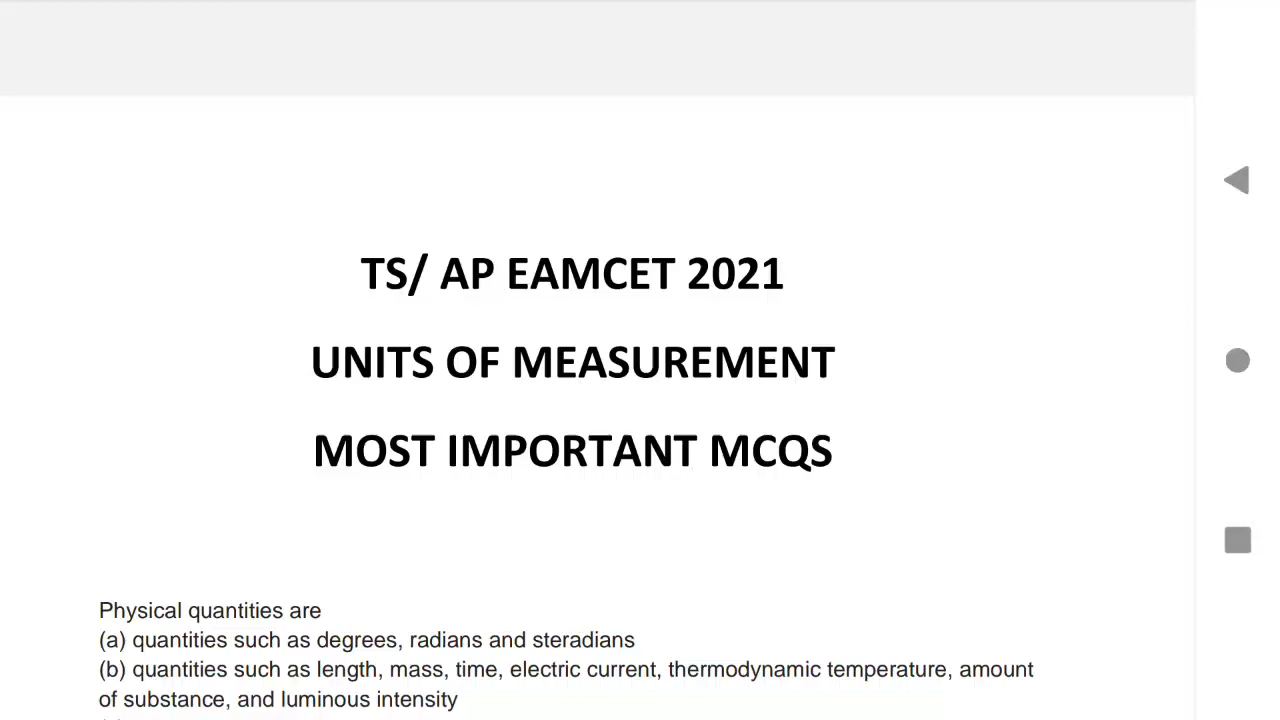 TS/ AP EAMCET 2021
UNITS OF MEASUREMENT
MOST IMPORTANT MCQS
Physical quantities are
(a) quantities such as degrees, radians and steradians
(b) quantities such as length, mass, time, electric current, thermodynamic temperature, amount
of substance, and luminous intensity